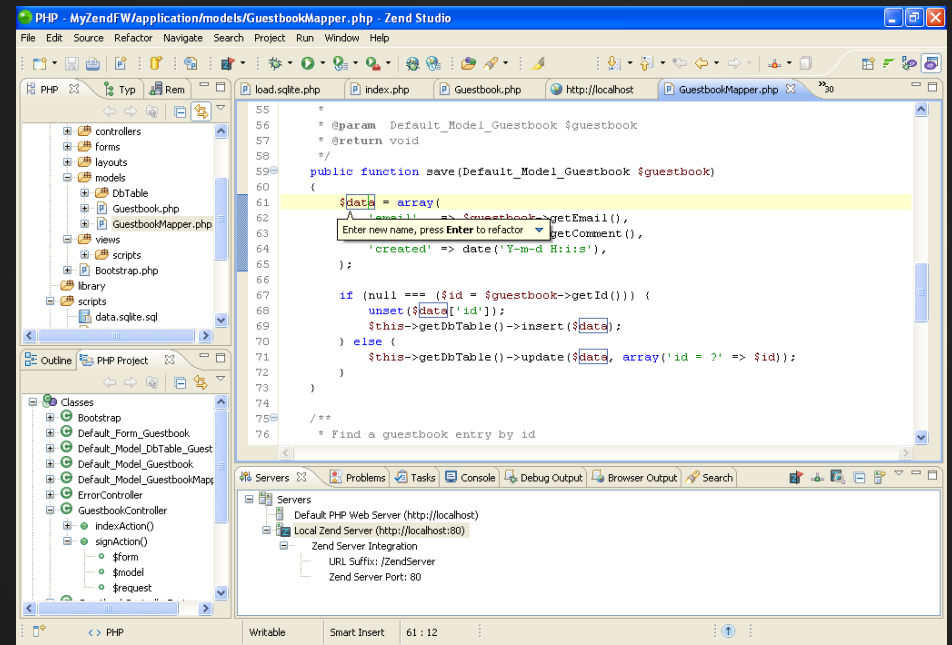 PHP - MyZendFW/application/models/GuestbookMapper.php - Zend Studio
File Edit Source Refactor Navigate Search Project Run Window Help
PHP Typ Rem
load.sqlite.php index.php Guestbook.php http://localhost GuestbookMapper.php »30
controllers
forms
layouts
models
DbTable
Guestbook.php
GuestbookMapper.php
views
scripts
Bootstrap.php
library
scripts
data.sqlite.sql
55 *
56 * @param Default_Model_Guestbook $guestbook
57 * @return void
58 */
59 public function save(Default_Model_Guestbook $guestbook)
60 {
61 $data = array(
62 'email' => $guestbook->getEmail(),
Enter new name, press Enter to refactor
63 getComment(),
64 'created' => date('Y-m-d H:i:s'),
65 );
66
67 if (null === ($id = $guestbook->getId())) {
68 unset($data['id']);
69 $this->getDbTable()->insert($data);
70 } else {
71 $this->getDbTable()->update($data, array('id = ?' => $id));
72 }
73 }
74
75 /**
76 * Find a guestbook entry by id
Outline PHP Project
Classes
Bootstrap
Default_Form_Guestbook
Default_Model_DbTable_Guest
Default_Model_Guestbook
Default_Model_GuestbookMapp
ErrorController
GuestbookController
indexAction()
signAction()
$form
$model
$request
Servers Problems Tasks Console Debug Output Browser Output Search
Servers
Default PHP Web Server (http://localhost)
Local Zend Server (http://localhost:80)
Zend Server Integration
URL Suffix: /ZendServer
Zend Server Port: 80
<> PHP Writable Smart Insert 61 : 12